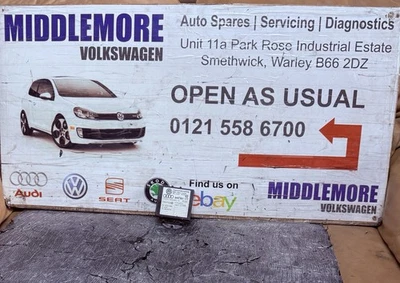 MIDDLEMORE
VOLKSWAGEN
Auto Spares | Servicing | Diagnostics
Unit 11a Park Rose Industrial Estate
Smethwick, Warley B66 2DZ
OPEN AS USUAL
0121 558 6700
Audi
SEAT
Find us on
ebay
MIDDLEMORE
VOLKSWAGEN